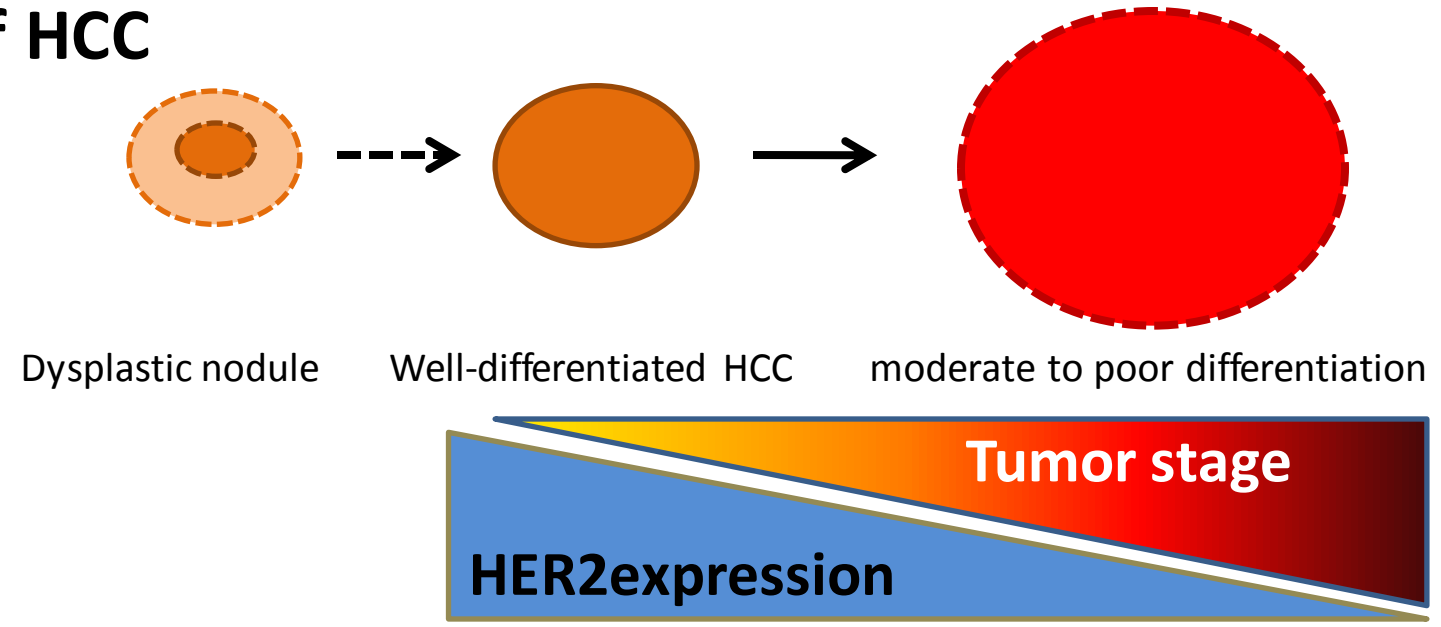 f HCC
Dysplastic nodule
Well-differentiated HCC
moderate to poor differentiation
Tumor stage
HER2expression